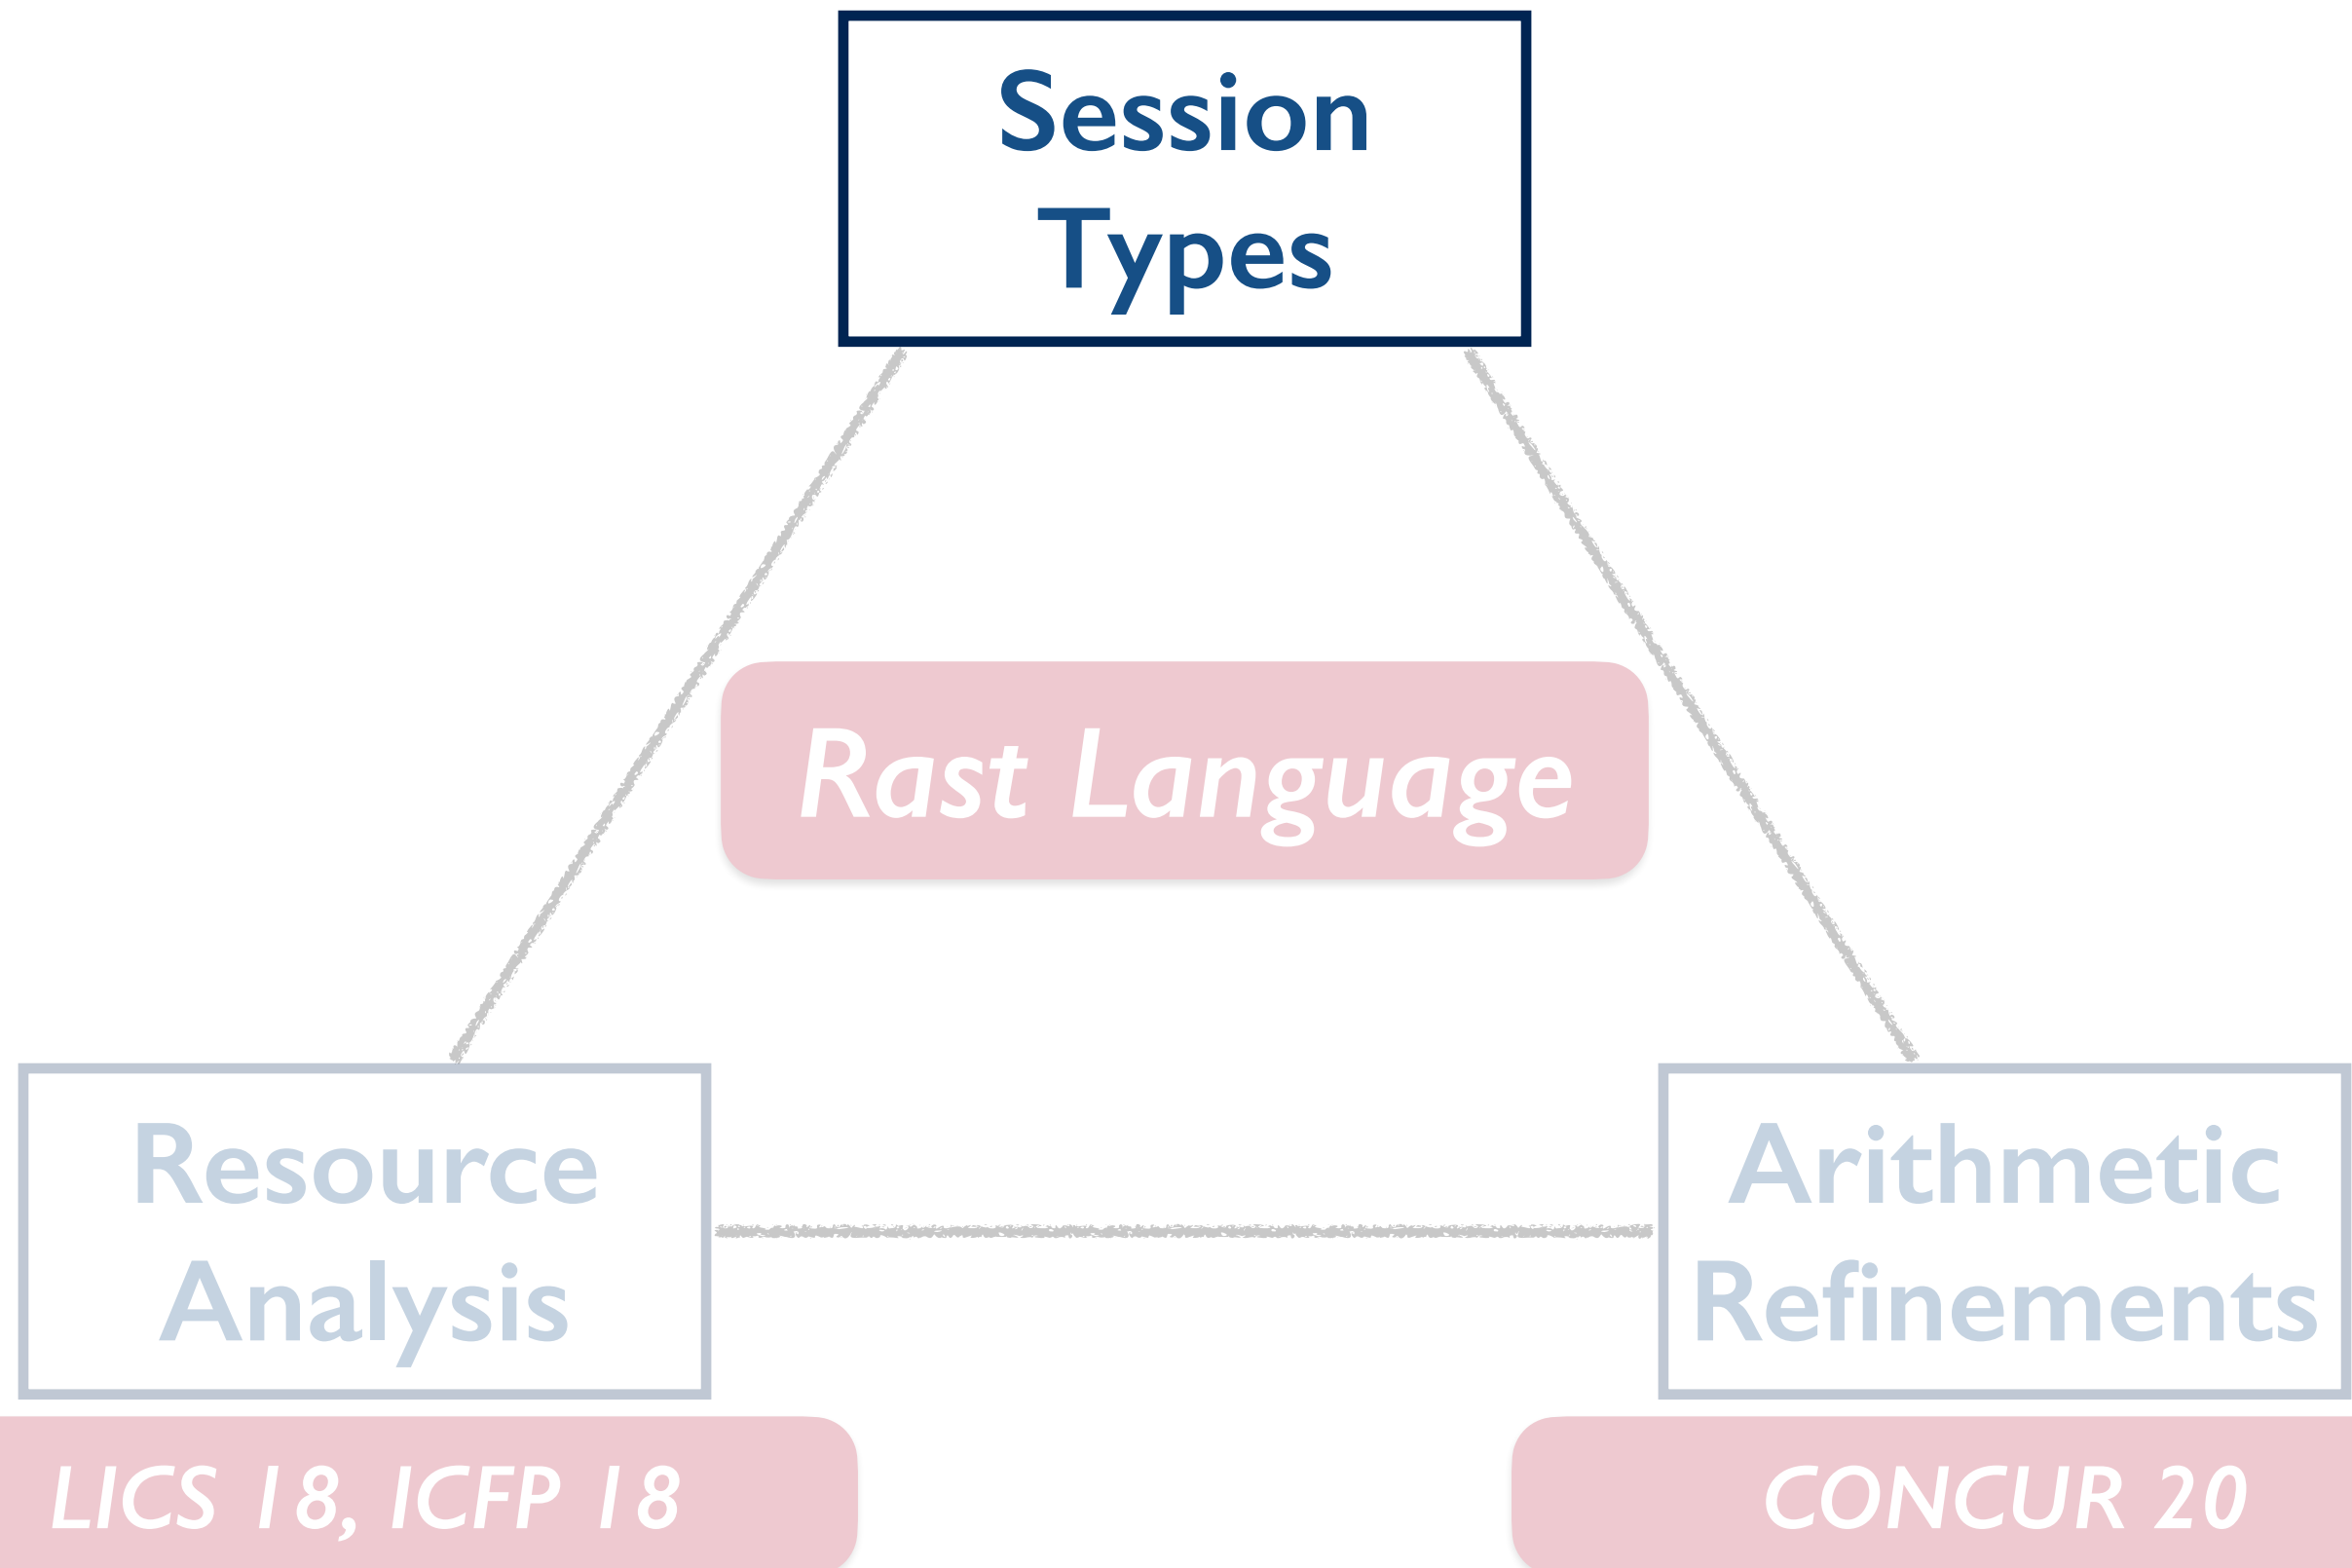 Session
Types
Rast Language
Resource
Analysis
Arithmetic
Refinements
LICS 18, ICFP 18
CONCUR 20